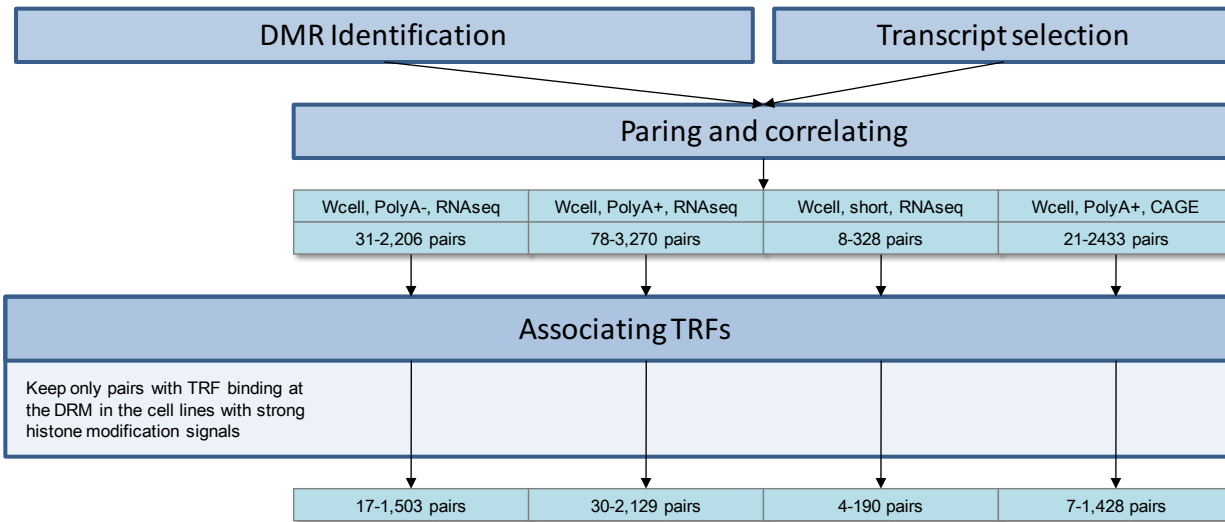 DMR Identification
Transcript selection
Paring and correlating
Wcell, PolyA-, RNAseq
Wcell, PolyA+, RNAseq
Wcell, short, RNAseq
Wcell, PolyA+, CAGE
31-2,206 pairs
78-3,270 pairs
8-328 pairs
21-2433 pairs
Associating TRFs
Keep only pairs with TRF binding at
the DRM in the cell lines with strong
histone modification signals
17-1,503 pairs
30-2,129 pairs
4-190 pairs
7-1,428 pairs